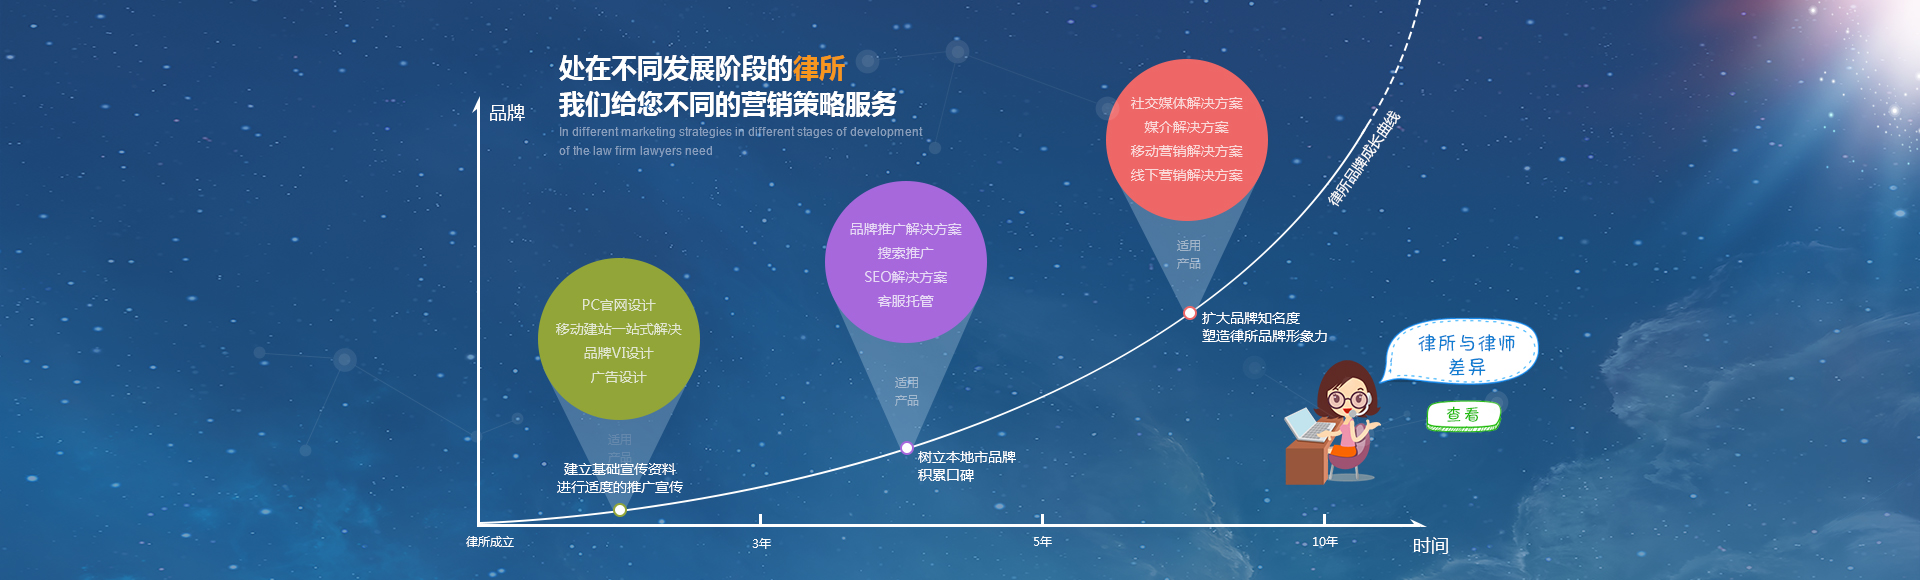 处在不同发展阶段的律所
我们给您不同的营销策略服务
In different marketing strategies in different stages of development
of the law firm lawyers need
品牌
社交媒体解决方案
媒介解决方案
移动营销解决方案
线下营销解决方案
适用
产品
律所品牌成长曲线
品牌推广解决方案
搜索推广
SEO解决方案
客服托管
适用
产品
PC官网设计
移动建站一站式解决
品牌VI设计
广告设计
适用
产品
扩大品牌知名度
塑造律所品牌形象力
律所与律师
差异
查看
树立本地市品牌
积累口碑
建立基础宣传资料
进行适度的推广宣传
律所成立
3年
5年
10年
时间